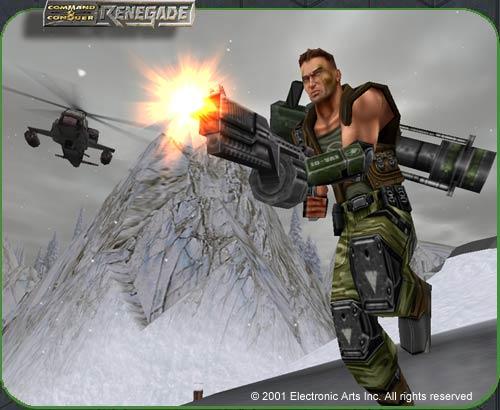 COMMAND
& CONQUER
RENEGADE
© 2001 Electronic Arts Inc. All rights reserved